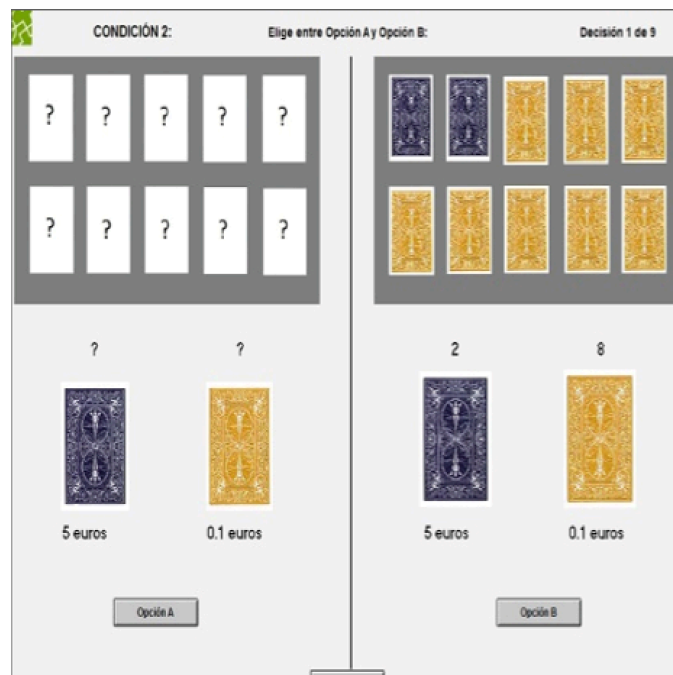 CONDICIÓN 2: Elige entre Opción A y Opción B: Decisión 1 de 9
? ? ? ? ?
? ? ? ? ?
? ? 2 8
5 euros 0.1 euros 5 euros 0.1 euros
Opción A Opción B